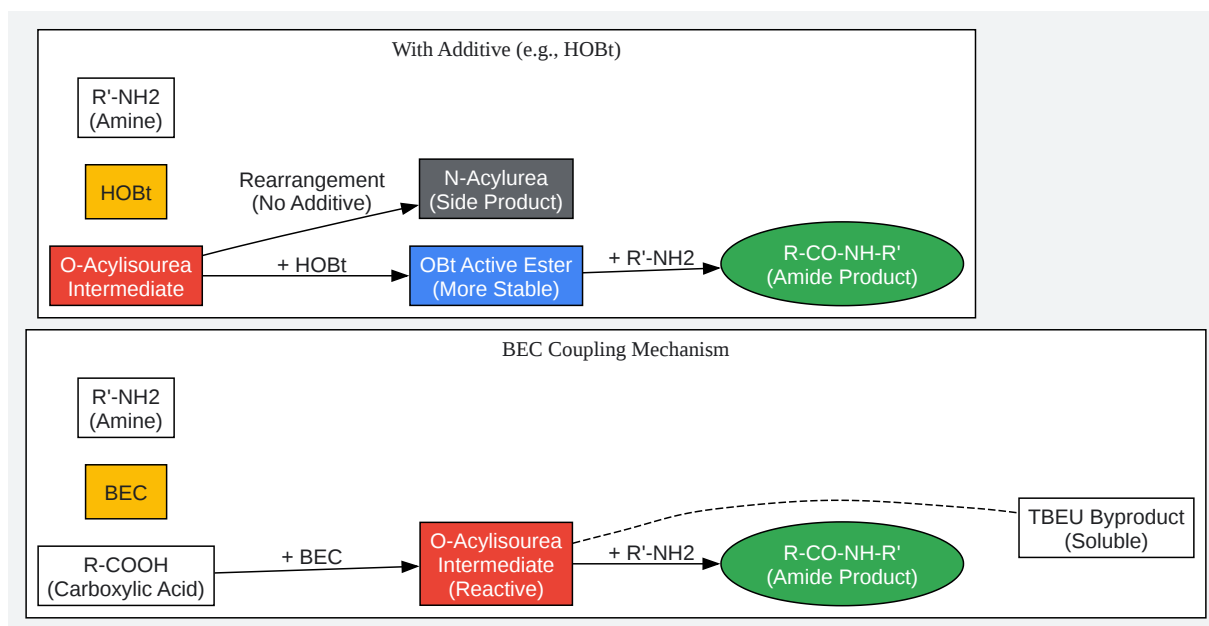 With Additive (e.g., HOBt)
R'-NH2
(Amine)
HOBt
Rearrangement
(No Additive)
N-Acylurea
(Side Product)
O-Acylisourea
Intermediate
+ HOBt
OBt Active Ester
(More Stable)
+ R'-NH2
R-CO-NH-R'
(Amide Product)
BEC Coupling Mechanism
R'-NH2
(Amine)
BEC
R-COOH
(Carboxylic Acid)
+ BEC
O-Acylisourea
Intermediate
(Reactive)
+ R'-NH2
R-CO-NH-R'
(Amide Product)
TBEU Byproduct
(Soluble)